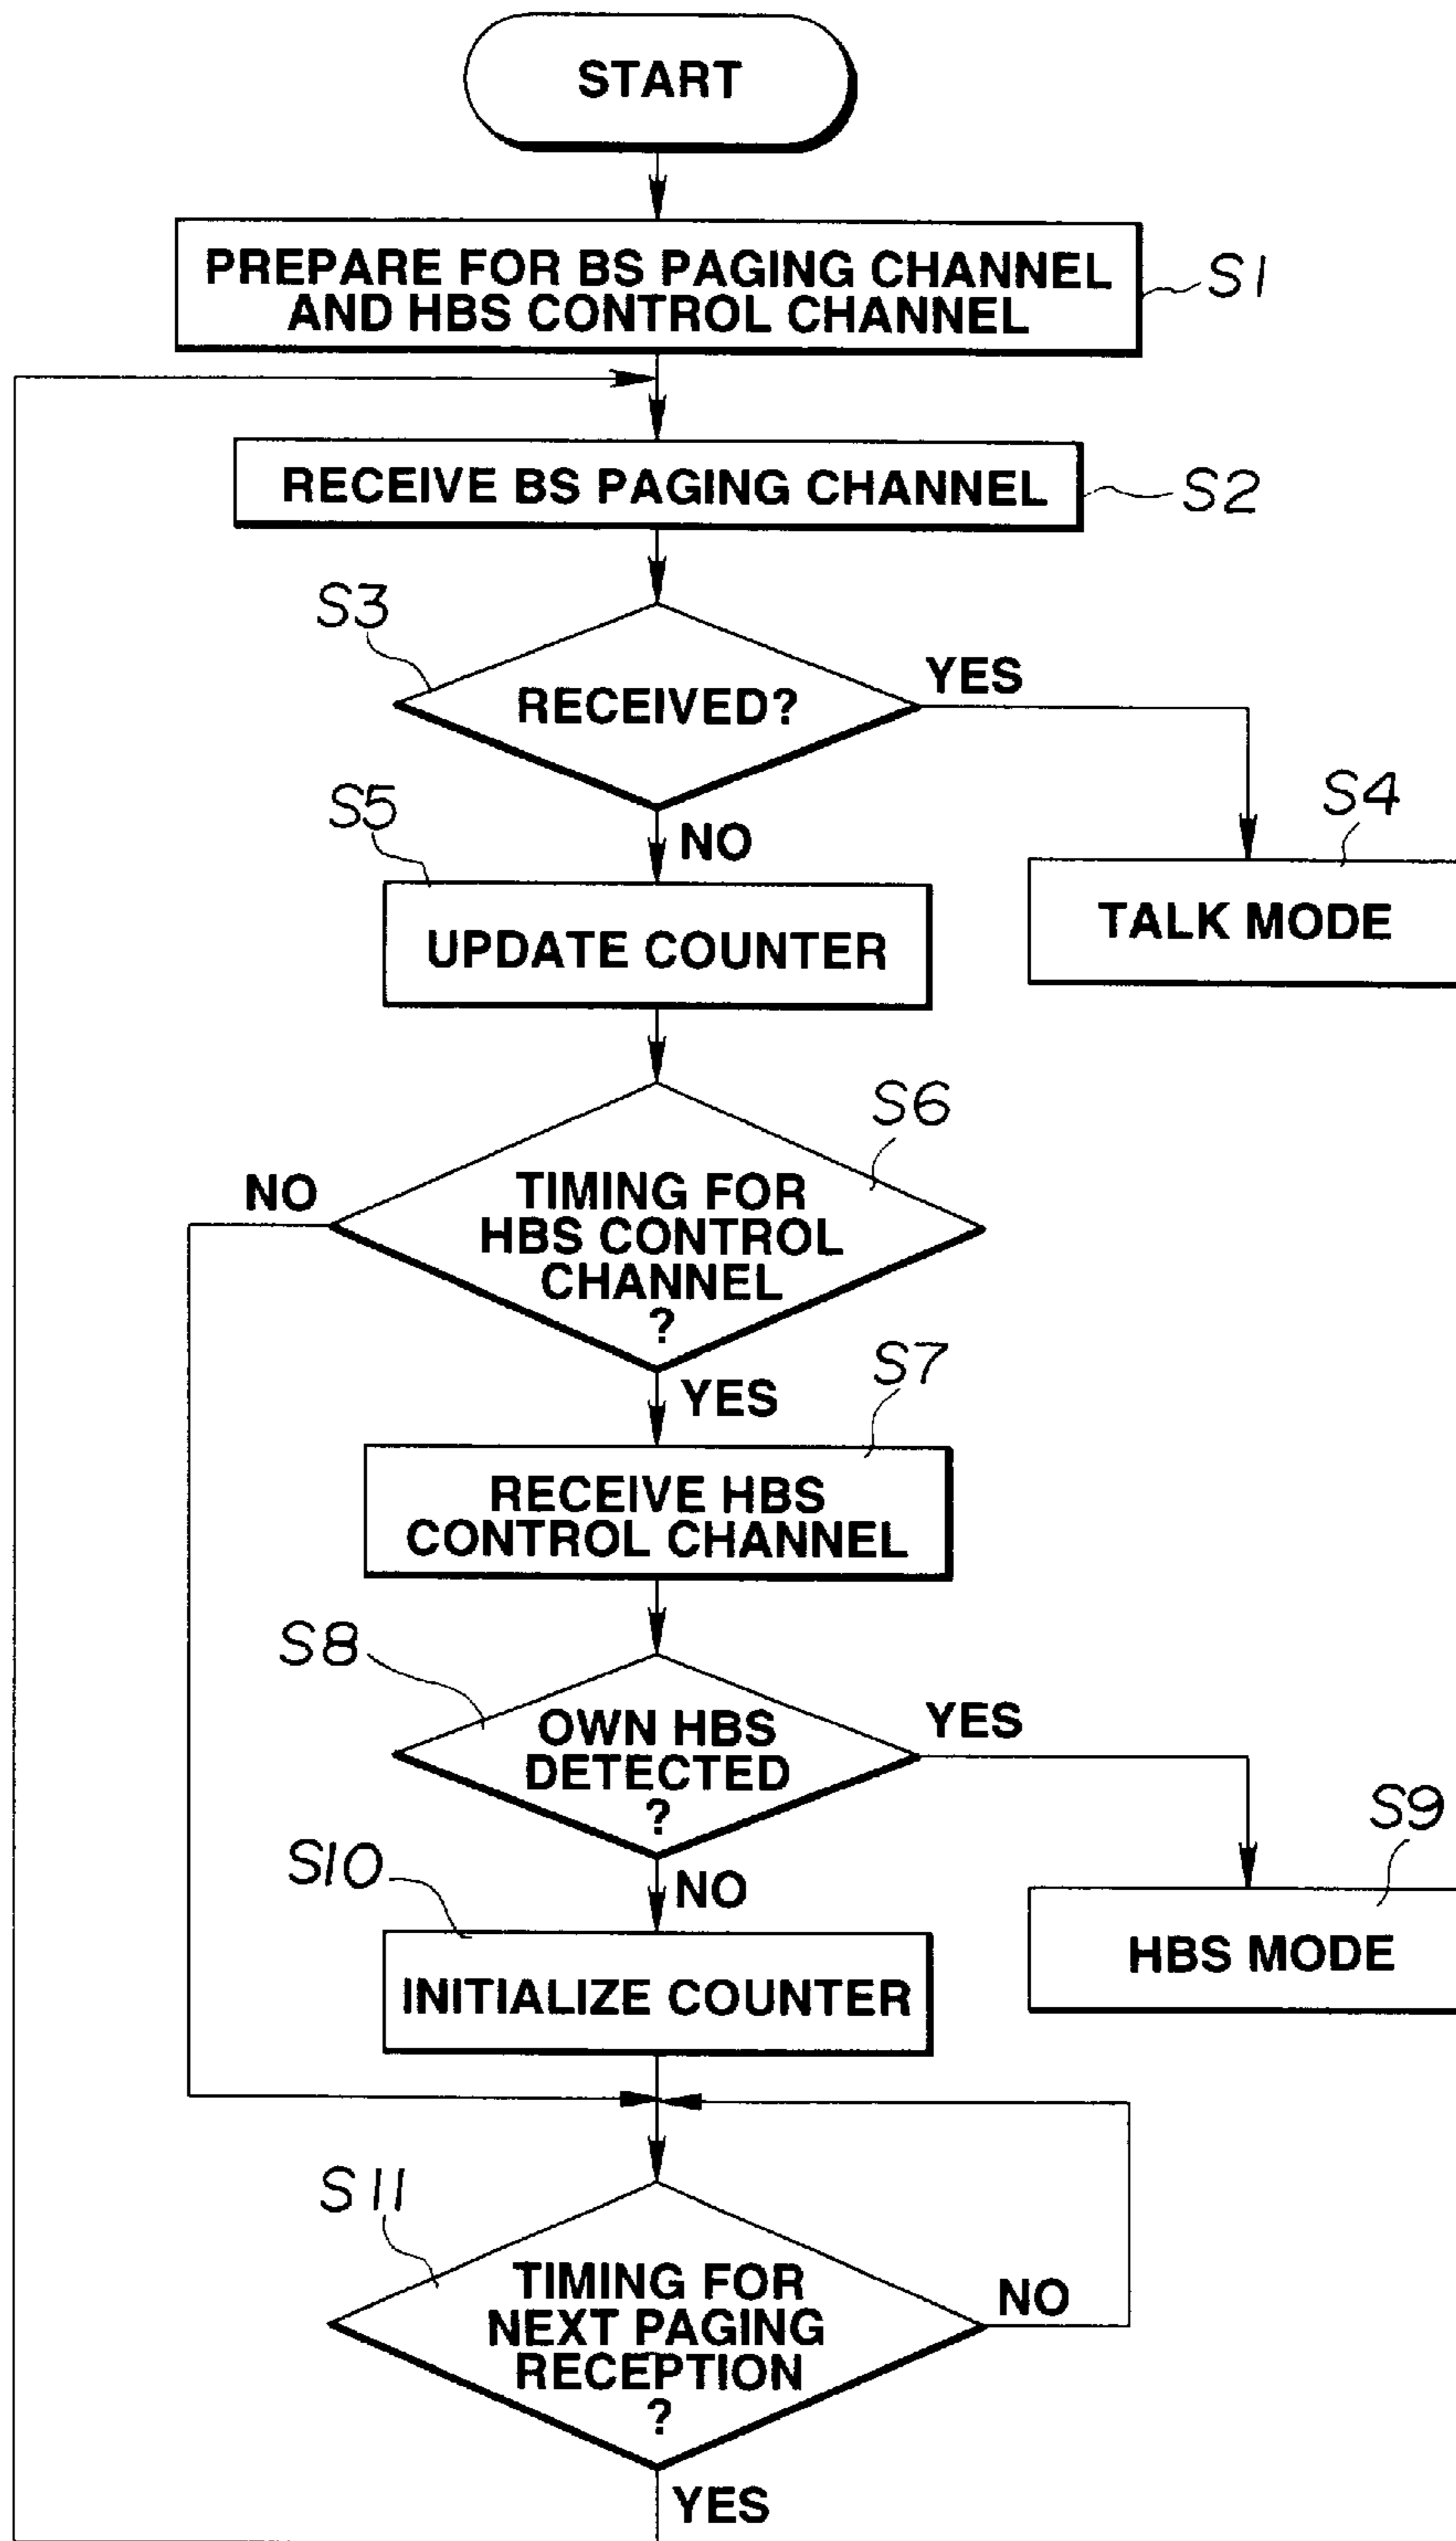 START
PREPARE FOR BS PAGING CHANNEL
AND HBS CONTROL CHANNEL
S1
RECEIVE BS PAGING CHANNEL
S2
S3
RECEIVED?
YES
S4
TALK MODE
NO
S5
UPDATE COUNTER
S6
NO
TIMING FOR
HBS CONTROL
CHANNEL
?
YES
S7
RECEIVE HBS
CONTROL CHANNEL
S8
OWN HBS
DETECTED
?
YES
S9
HBS MODE
NO
S10
INITIALIZE COUNTER
S11
TIMING FOR
NEXT PAGING
RECEPTION
?
NO
YES